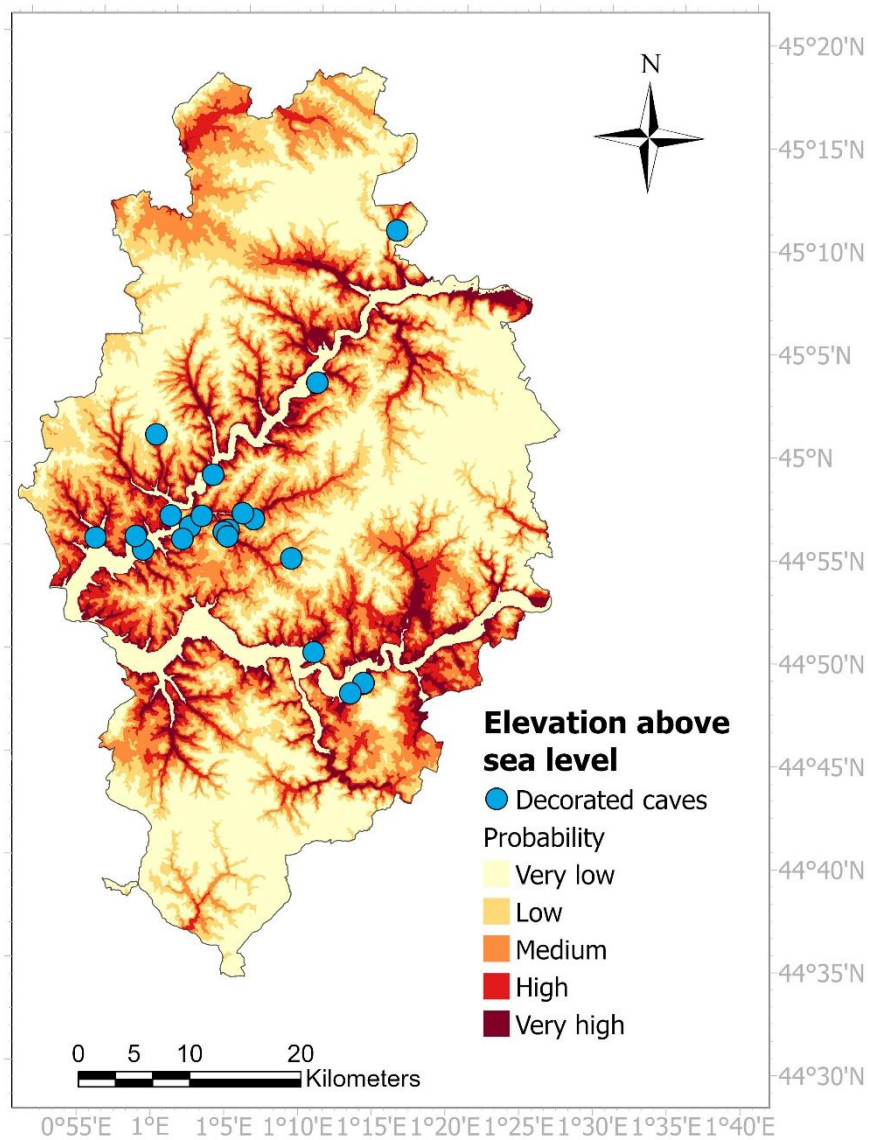 45°20'N
N
45°15'N
45°10'N
45°5'N
45°N
44°55'N
44°50'N
Elevation above
sea level
Decorated caves
44°45'N
Probability
Very low
44°40'N
Low
Medium
44°35'N
High
Very high
0 5 10 20
Kilometers
44°30'N
0°55'E 1°E 1°5'E 1°10'E 1°15'E 1°20'E 1°25'E 1°30'E 1°35'E 1°40'E